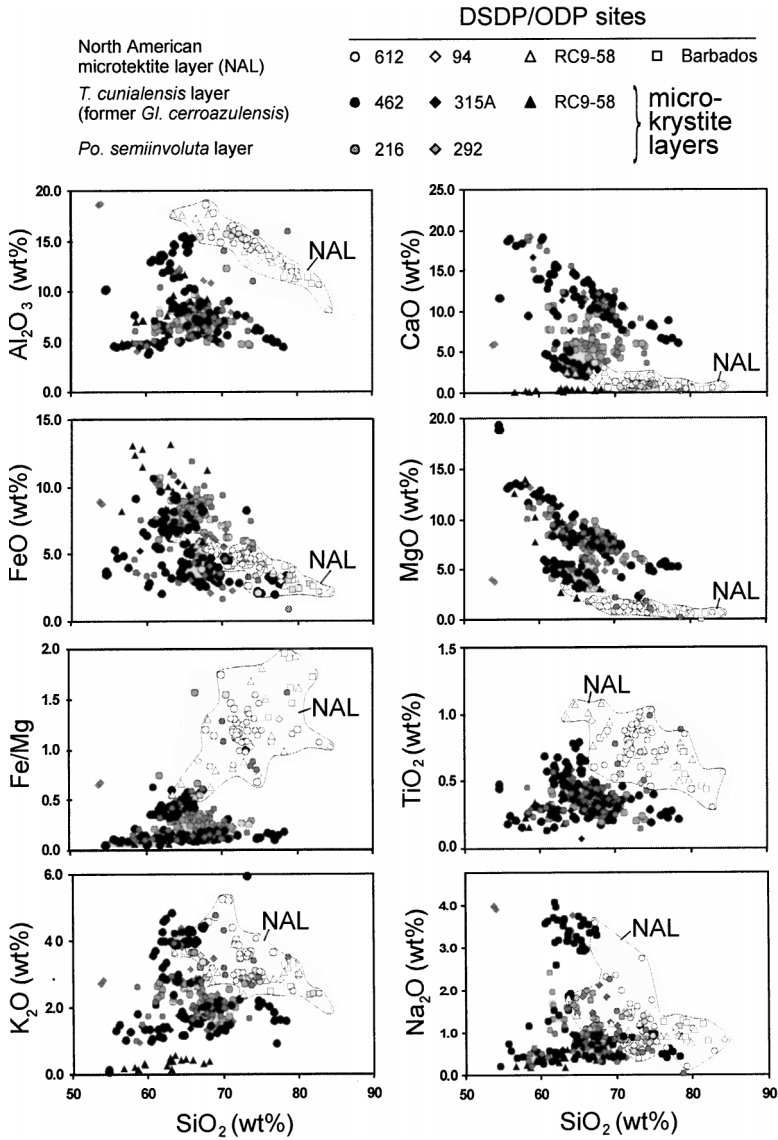 DSDP/ODP sites
North American
microtektite layer (NAL)
612 94 RC9-58 Barbados
T. cunialensis layer
(former Gl. cerroazulensis)
462 315A RC9-58
micro-
krystite
layers
Po. semiinvoluta layer
216 292
Al2O3 (wt%)
20.0
15.0
10.0
5.0
0.0
NAL
CaO (wt%)
25.0
20.0
15.0
10.0
5.0
0.0
NAL
FeO (wt%)
15.0
10.0
5.0
0.0
NAL
MgO (wt%)
20.0
15.0
10.0
5.0
0.0
NAL
Fe/Mg
2.0
1.5
1.0
0.5
0.0
NAL
TiO2 (wt%)
1.5
1.0
0.5
0.0
NAL
K2O (wt%)
6.0
4.0
2.0
0.0
NAL
50 60 70 80 90
SiO2 (wt%)
Na2O (wt%)
4.0
3.0
2.0
1.0
0.0
NAL
50 60 70 80 90
SiO2 (wt%)